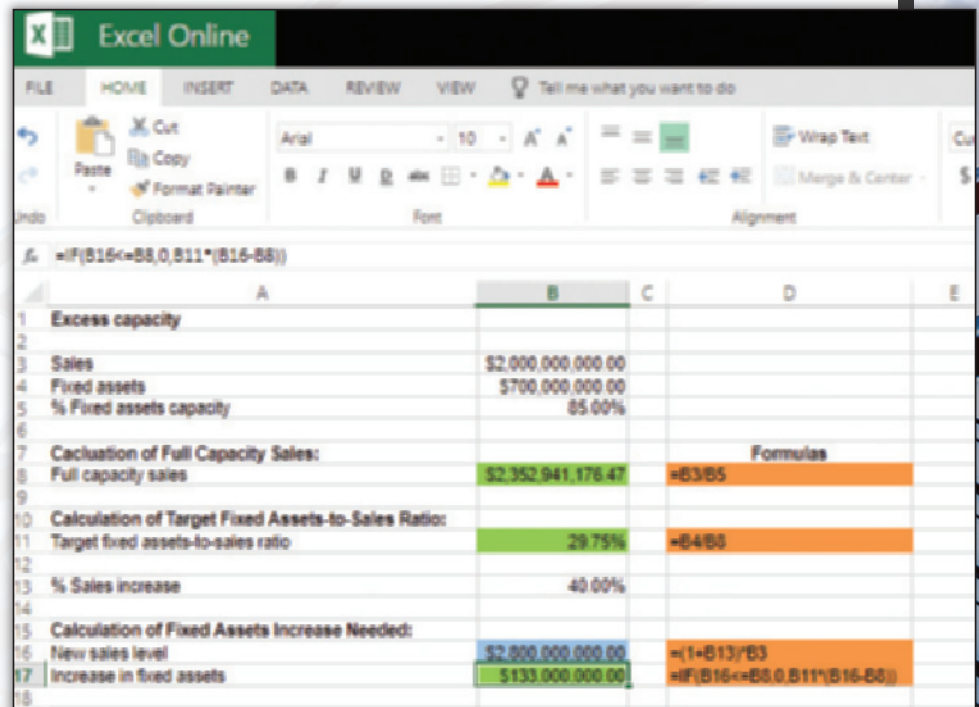 Excel Online
FILE HOME INSERT DATA REVIEW VIEW Tell me what you want to do
Cut
Copy
Paste
Format Painter
Arial 10
B I U D abc
Wrap Text
Merge & Center
$
Undo Clipboard Font Alignment
fx =IF(B16<=B8,0,B11*(B16-B8))
A B C D E
1 Excess capacity
2
3 Sales $2,000,000,000.00
4 Fixed assets $700,000,000.00
5 % Fixed assets capacity 85.00%
6
7 Cacluation of Full Capacity Sales: Formulas
8 Full capacity sales $2,352,941,176.47 =B3/B5
9
10 Calculation of Target Fixed Assets-to-Sales Ratio:
11 Target fixed assets-to-sales ratio 29.75% =B4/B8
12
13 % Sales increase 40.00%
14
15 Calculation of Fixed Assets Increase Needed:
16 New sales level $2,800,000,000.00 =(1+B13)*B3
17 Increase in fixed assets $133,000,000.00 =IF(B16<=B8,0,B11*(B16-B8))
18